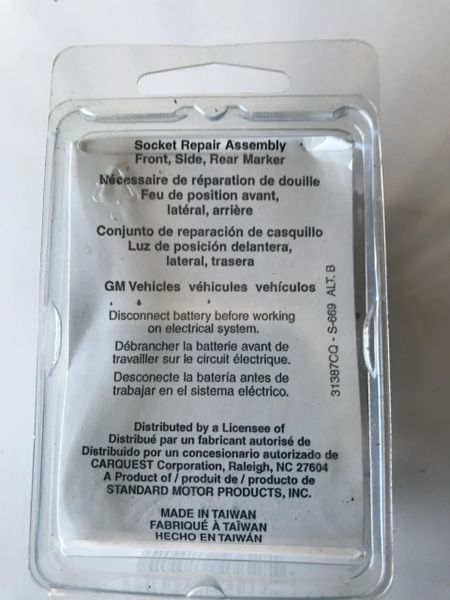 Socket Repair Assembly
Front, Side, Rear Marker
Nécessaire de réparation de douille
Feu de position avant,
latéral, arrière
Conjunto de reparación de casquillo
Luz de posición delantera,
lateral, trasera
GM Vehicles véhicules vehículos
Disconnect battery before working
on electrical system.
Débrancher la batterie avant de
travailler sur le circuit électrique.
Desconecte la batería antes de
trabajar en el sistema eléctrico.
31387CQ - S-669 ALT. B
Distributed by a Licensee of
Distribué par un fabricant autorisé de
Distribuido por un concesionario autorizado de
CARQUEST Corporation, Raleigh, NC 27604
A Product of / produit de / producto de
STANDARD MOTOR PRODUCTS, INC.
MADE IN TAIWAN
FABRIQUÉ À TAÏWAN
HECHO EN TAIWÁN